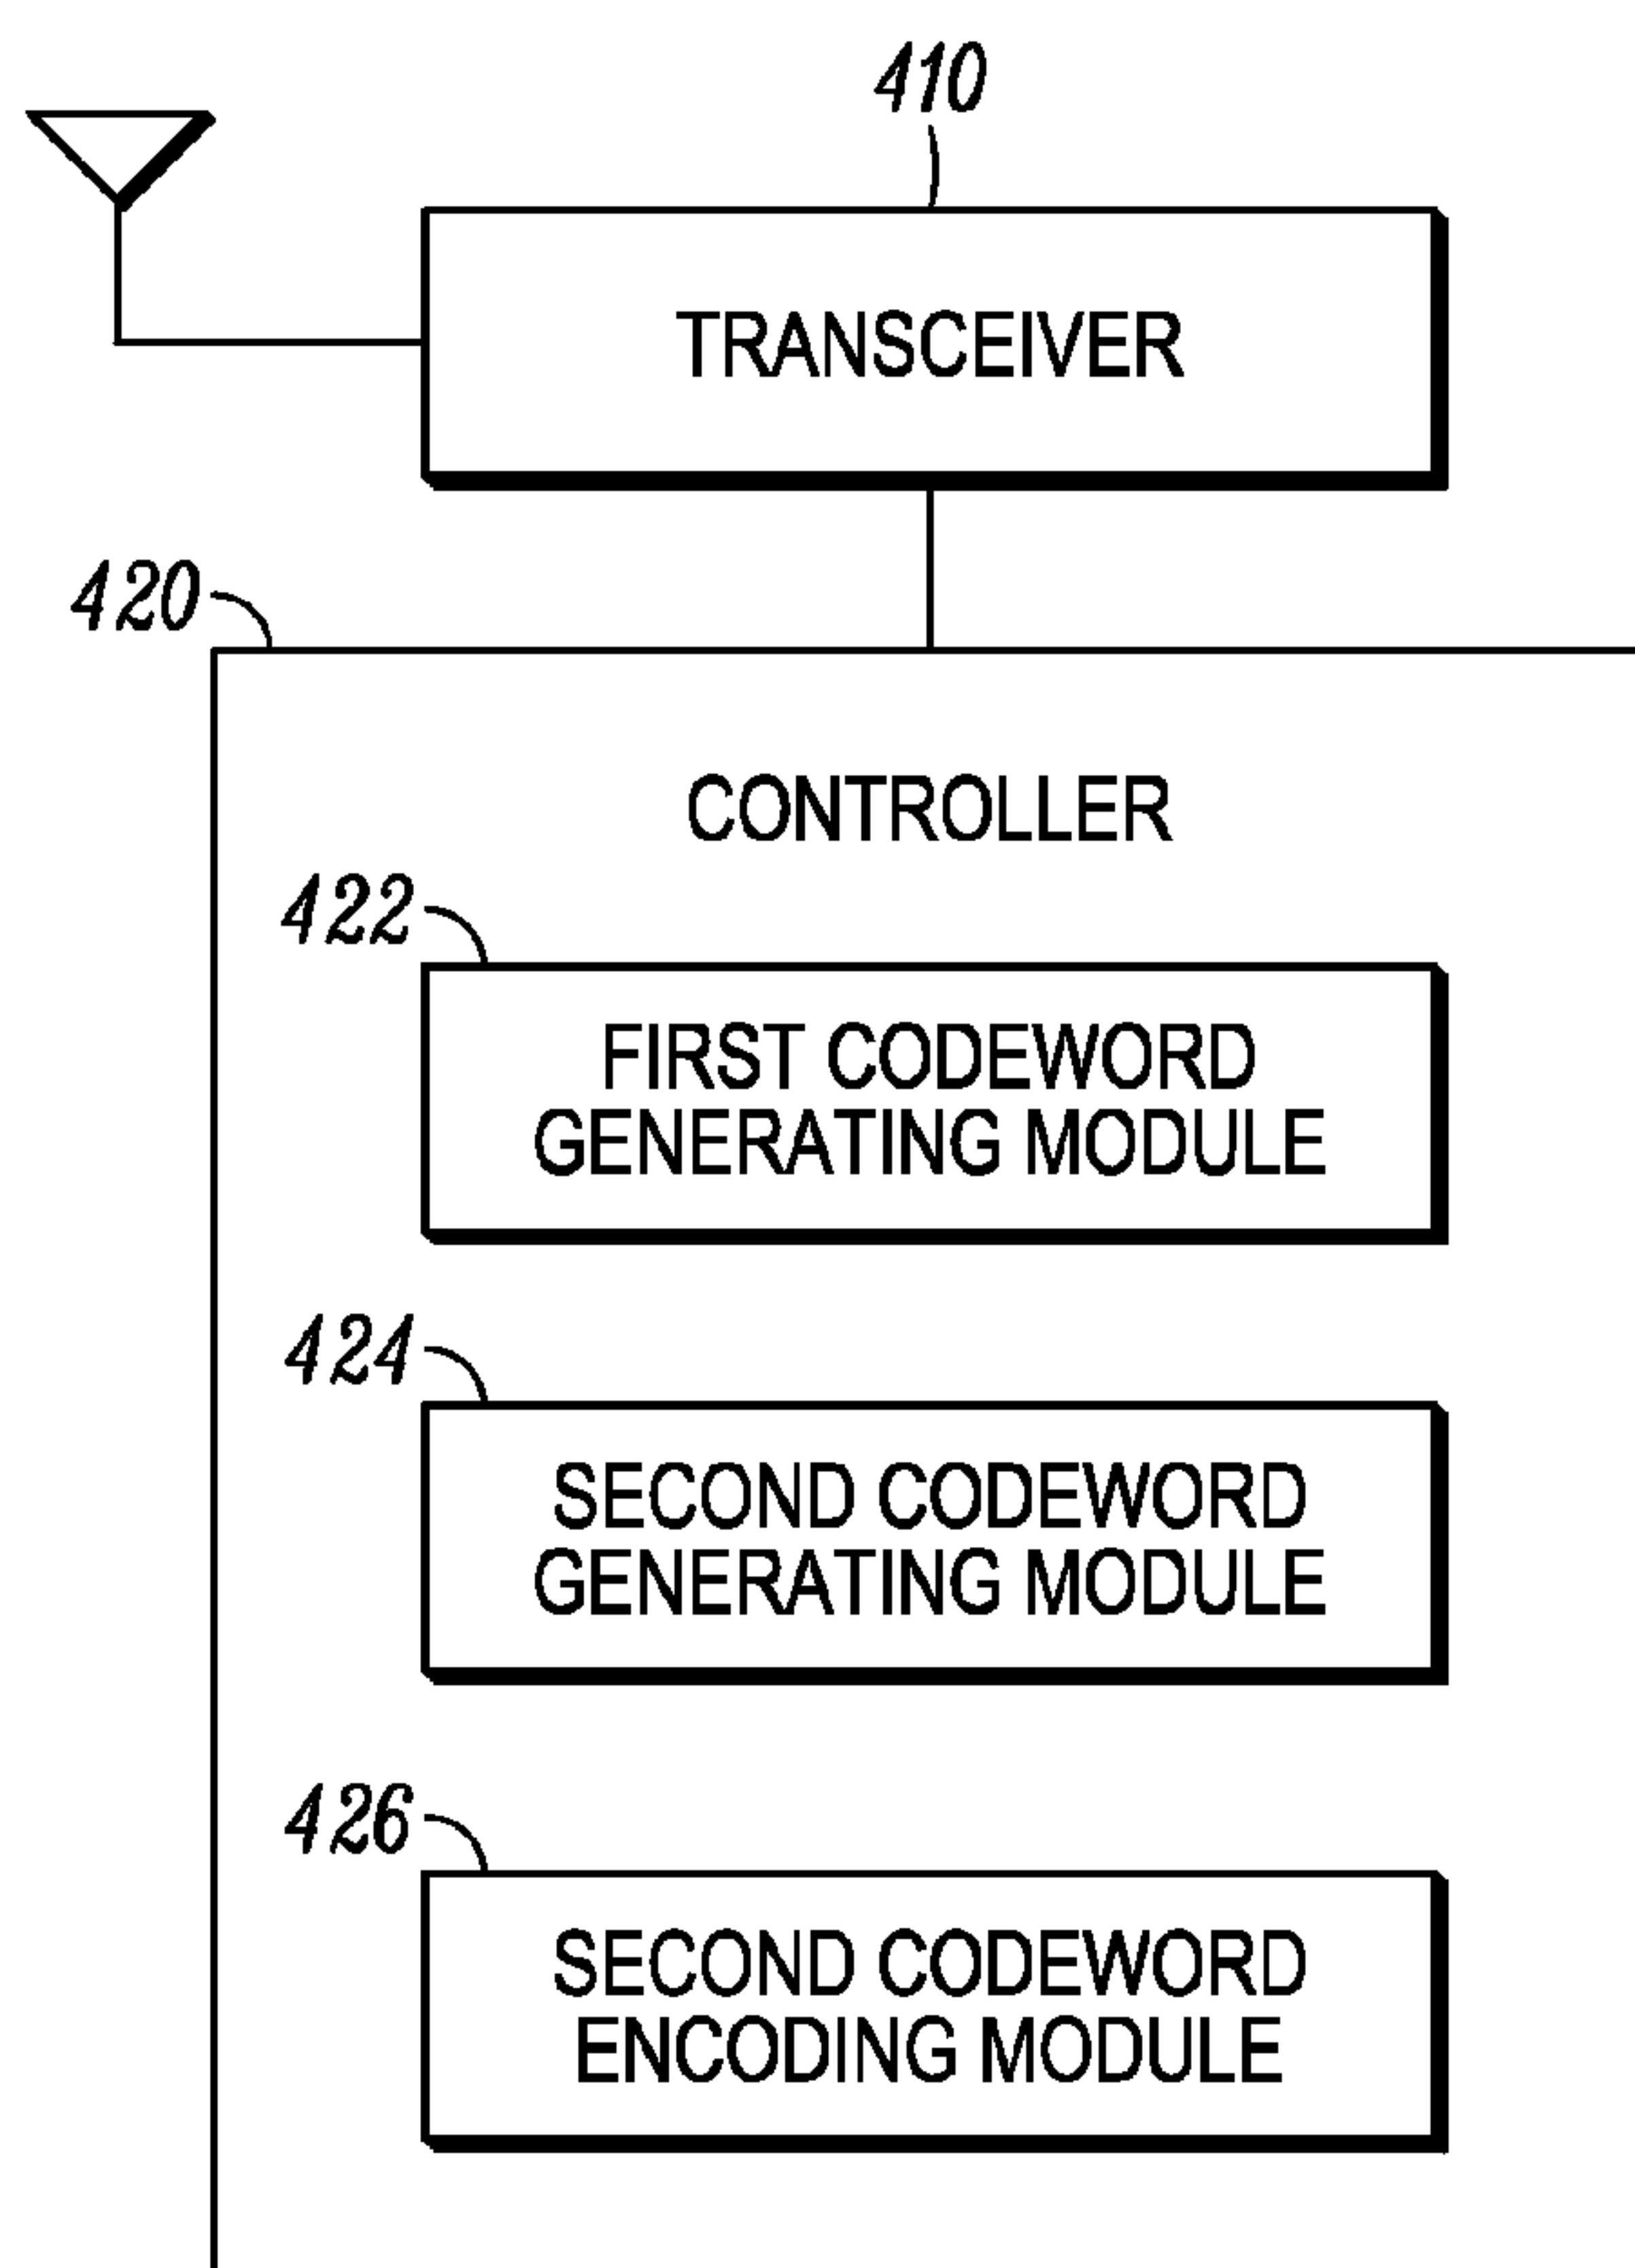 410
TRANSCEIVER
420
CONTROLLER
422
FIRST CODEWORD
GENERATING MODULE
424
SECOND CODEWORD
GENERATING MODULE
426
SECOND CODEWORD
ENCODING MODULE